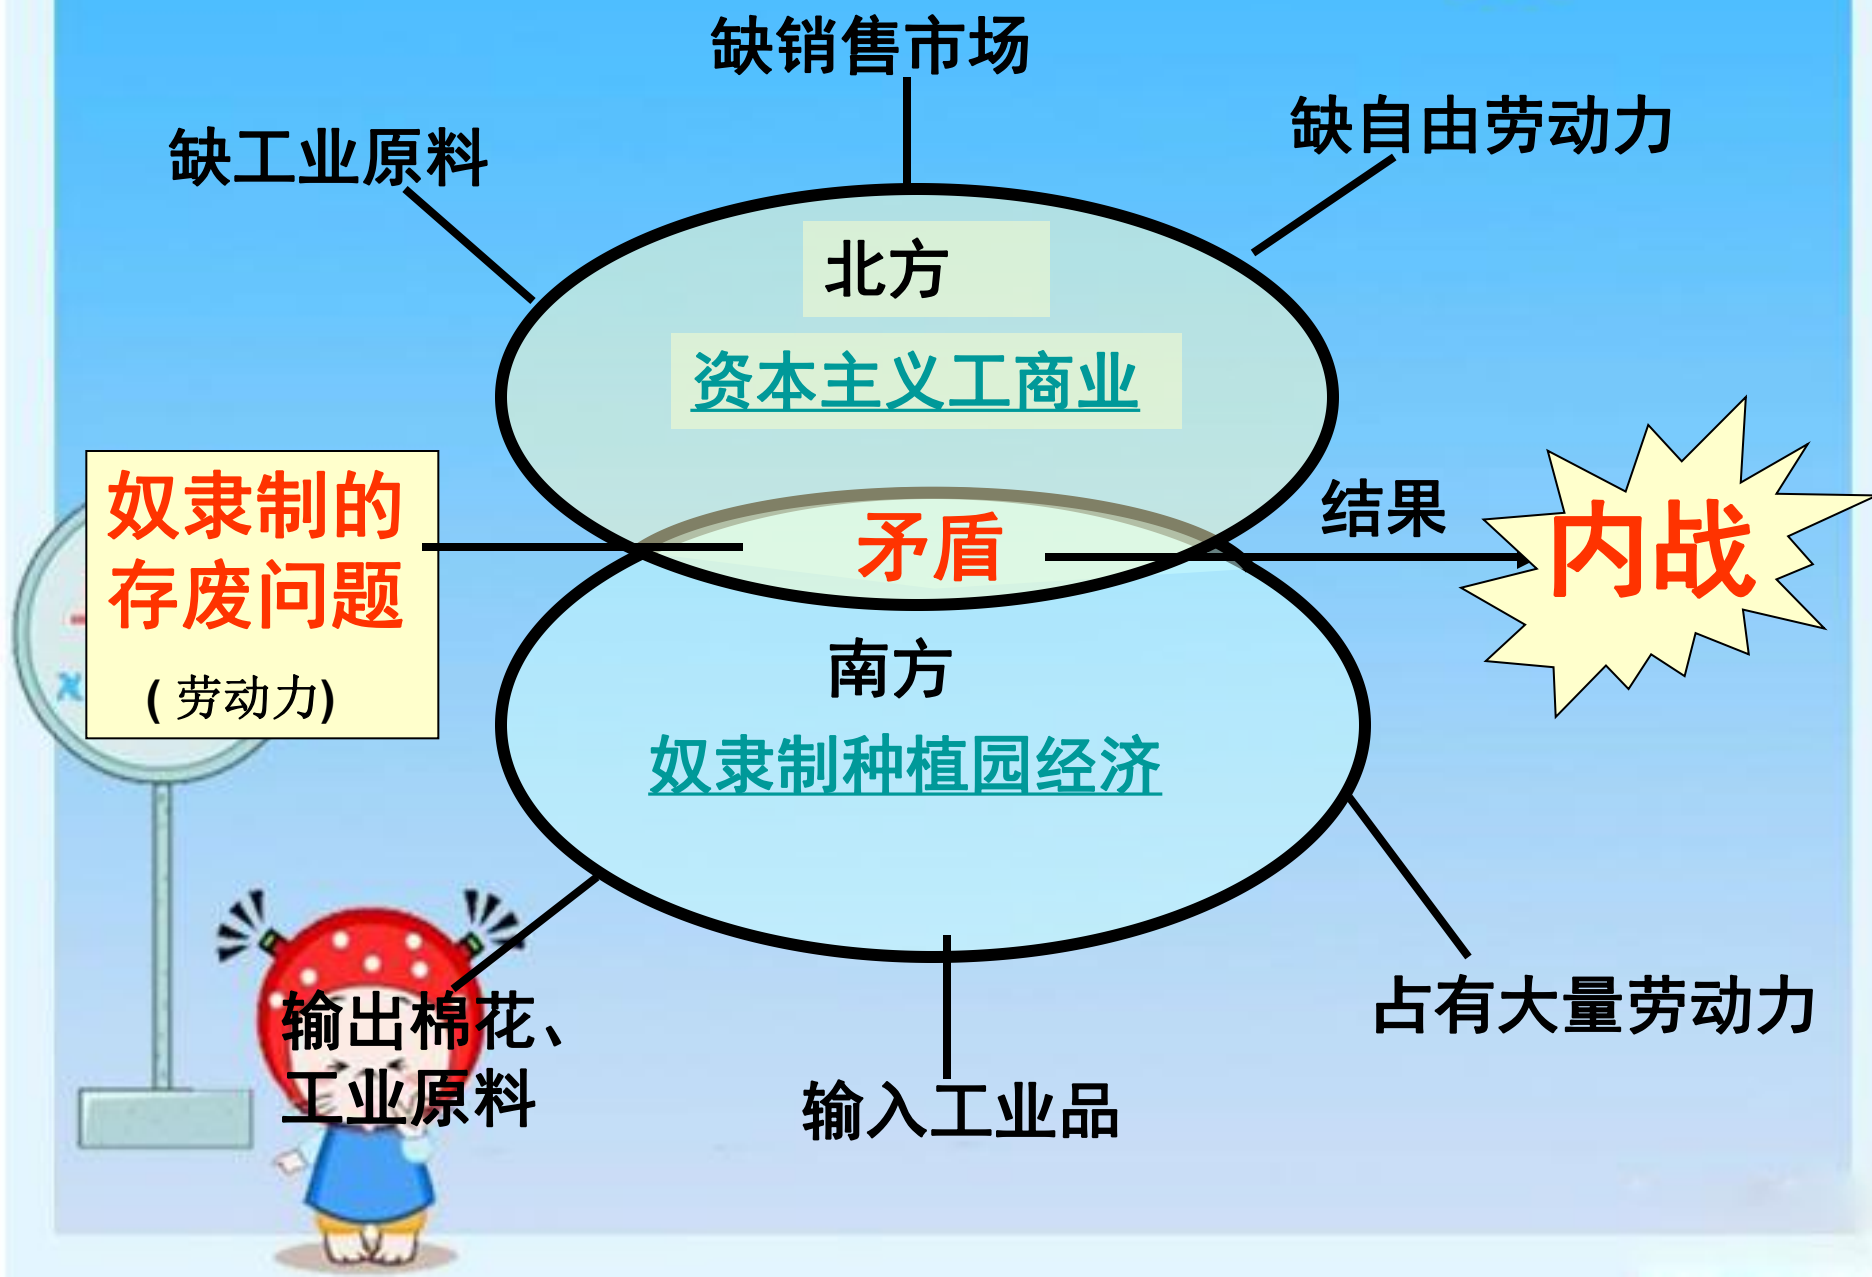 缺销售市场
缺工业原料
缺自由劳动力
北方
资本主义工商业
奴隶制的
存废问题
(劳动力)
矛盾
结果
内战
南方
奴隶制种植园经济
输出棉花、
工业原料
输入工业品
占有大量劳动力